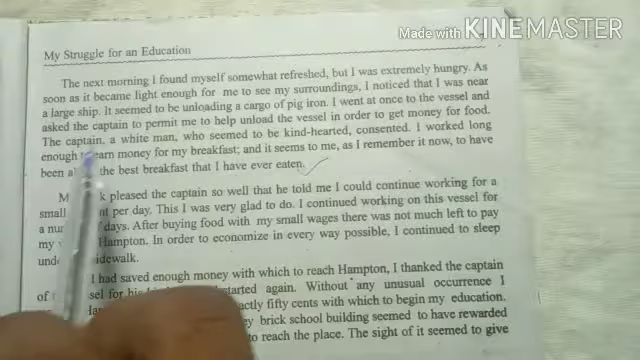 Made with KINEMASTER
My Struggle for an Education
The next morning I found myself somewhat refreshed, but I was extremely hungry. As
soon as it became light enough for me to see my surroundings, I noticed that I was near
a large ship. It seemed to be unloading a cargo of pig iron. I went at once to the vessel and
asked the captain to permit me to help unload the vessel in order to get money for food.
The captain, a white man, who seemed to be kind-hearted, consented. I worked long
enough to earn money for my breakfast; and it seems to me, as I remember it now, to have
been the best breakfast that I have ever eaten.
pleased the captain so well that he told me I could continue working for a
small per day. This I was very glad to do. I continued working on this vessel for
a days. After buying food with my small wages there was not much left to pay
my Hampton. In order to economize in every way possible, I continued to sleep
I had saved enough money with which to reach Hampton, I thanked the captain
of for started again. Without any unusual occurrence I
fifty cents with which to begin my education.
brick school building seemed to have rewarded
to reach the place. The sight of it seemed to give